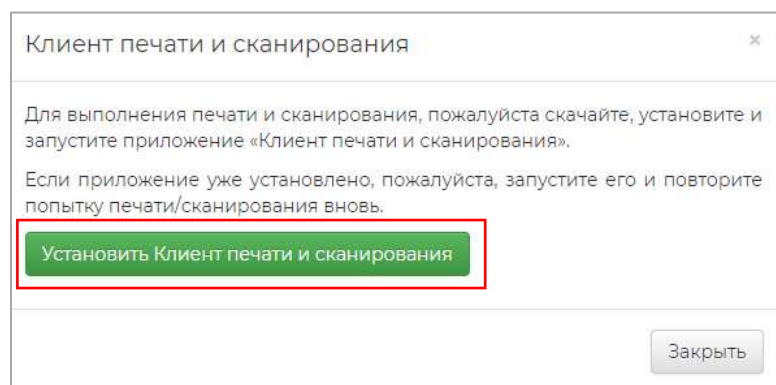 Клиент печати и сканирования
×
Для выполнения печати и сканирования, пожалуйста скачайте, установите и
запустите приложение «Клиент печати и сканирования».
Если приложение уже установлено, пожалуйста, запустите его и повторите
попытку печати/сканирования вновь.
Установить Клиент печати и сканирования
Закрыть